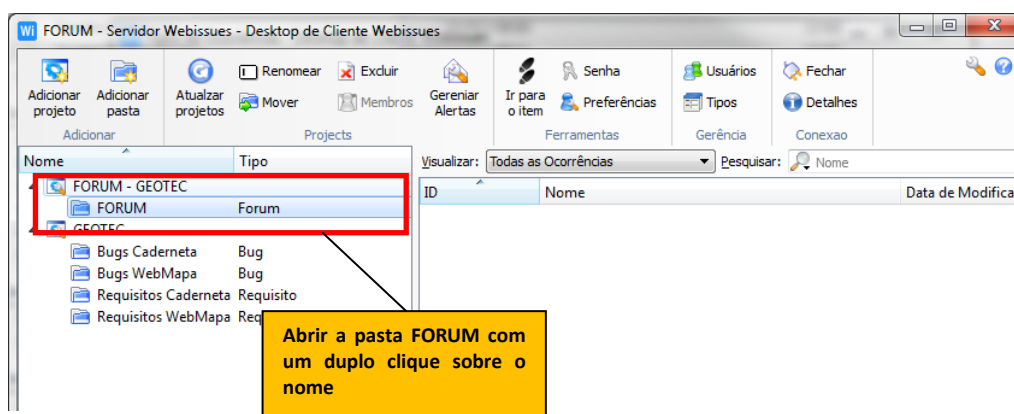 FORUM - Servidor Webissues - Desktop de Cliente Webissues
Adicionar projeto
Adicionar pasta
Atualzar projetos
Renomear
Excluir
Mover
Membros
Gereniar Alertas
Ir para o item
Senha
Preferências
Usuários
Tipos
Fechar
Detalhes
Adicionar
Projects
Ferramentas
Gerência
Conexao
Nome Tipo
Visualizar: Todas as Ocorrências Pesquisar: Nome
FORUM - GEOTEC
ID Nome Data de Modifica
FORUM Forum
GEOTEC
Bugs Caderneta Bug
Bugs WebMapa Bug
Requisitos Caderneta Requisito
Requisitos WebMapa
Abrir a pasta FORUM com
um duplo clique sobre o
nome